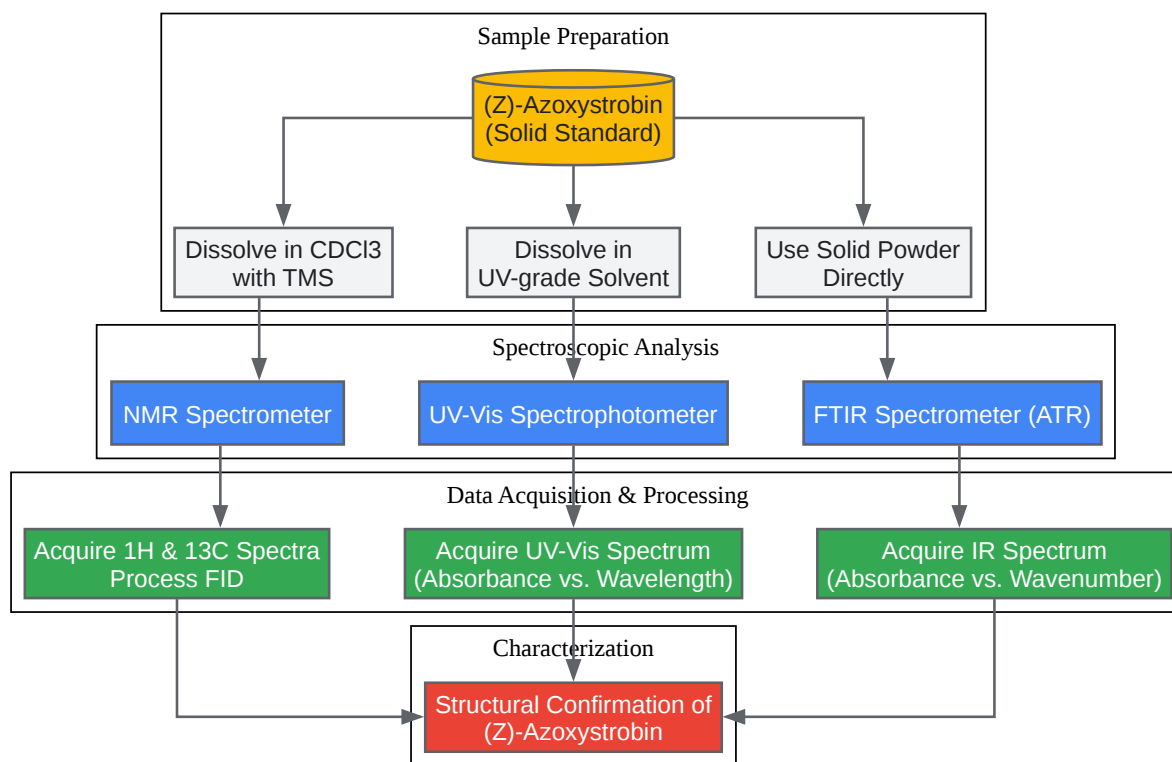 Sample Preparation
(Z)-Azoxystrobin
(Solid Standard)
Dissolve in CDCl3
with TMS
Dissolve in
UV-grade Solvent
Use Solid Powder
Directly
Spectroscopic Analysis
NMR Spectrometer
UV-Vis Spectrophotometer
FTIR Spectrometer (ATR)
Data Acquisition & Processing
Acquire 1H & 13C Spectra
Process FID
Acquire UV-Vis Spectrum
(Absorbance vs. Wavelength)
Acquire IR Spectrum
(Absorbance vs. Wavenumber)
Characterization
Structural Confirmation of
(Z)-Azoxystrobin